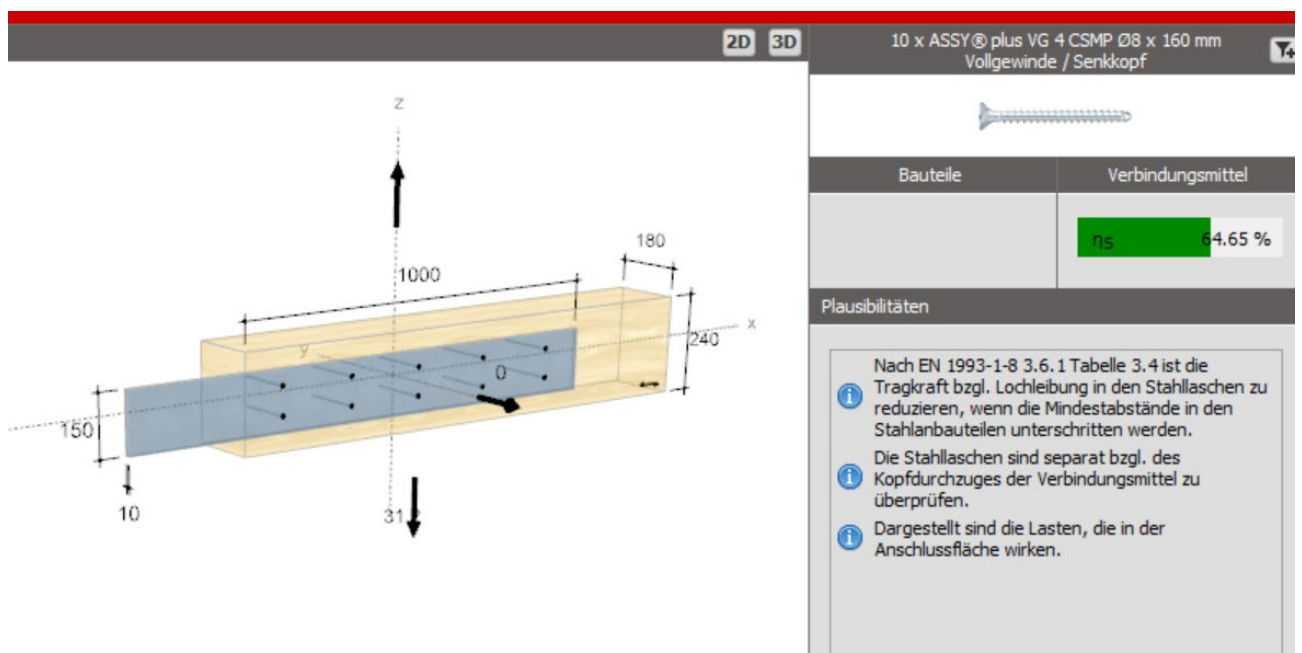 2D 3D
10 x ASSY® plus VG 4 CSMP Ø8 x 160 mm
Vollgewinde / Senkkopf
Bauteile
Verbindungsmittel
ηs 64.65 %
Plausibilitäten
Nach EN 1993-1-8 3.6.1 Tabelle 3.4 ist die
Tragkraft bzgl. Lochleibung in den Stahllaschen zu
reduzieren, wenn die Mindestabstände in den
Stahlanbauteilen unterschritten werden.
Die Stahllaschen sind separat bzgl. des
Kopfdurchzuges der Verbindungsmittel zu
überprüfen.
Dargestellt sind die Lasten, die in der
Anschlussfläche wirken.
z
180
1000
x
240
y
0
150
10